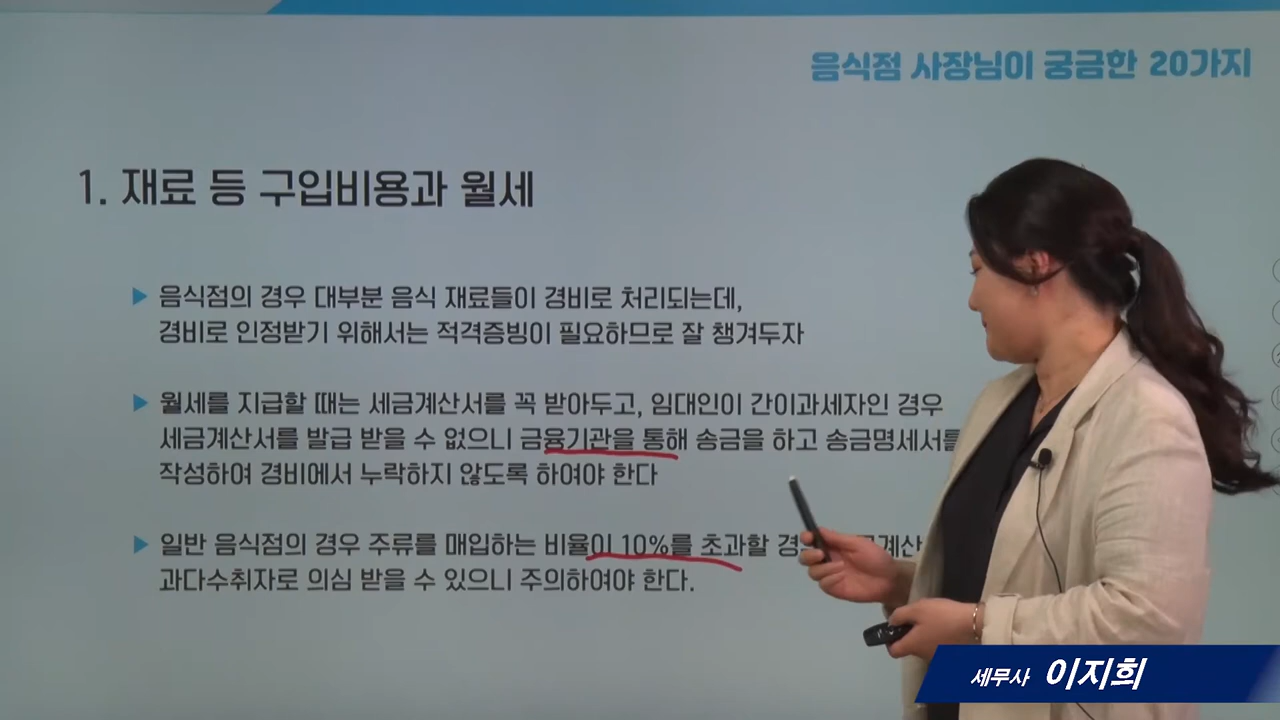 음식점 사장님이 궁금한 20가지
1. 재료 등 구입비용과 월세
▶ 음식점의 경우 대부분 음식 재료들이 경비로 처리되는데,
경비로 인정받기 위해서는 적격증빙이 필요하므로 잘 챙겨두자
▶ 월세를 지급할 때는 세금계산서를 꼭 받아두고, 임대인이 간이과세자인 경우
세금계산서를 발급 받을 수 없으니 금융기관을 통해 송금을 하고 송금명세서를
작성하여 경비에서 누락하지 않도록 하여야 한다
▶ 일반 음식점의 경우 주류를 매입하는 비율이 10%를 초과할
과다수취자로 의심 받을 수 있으니 주의하여야 한다.
세무사 이지희